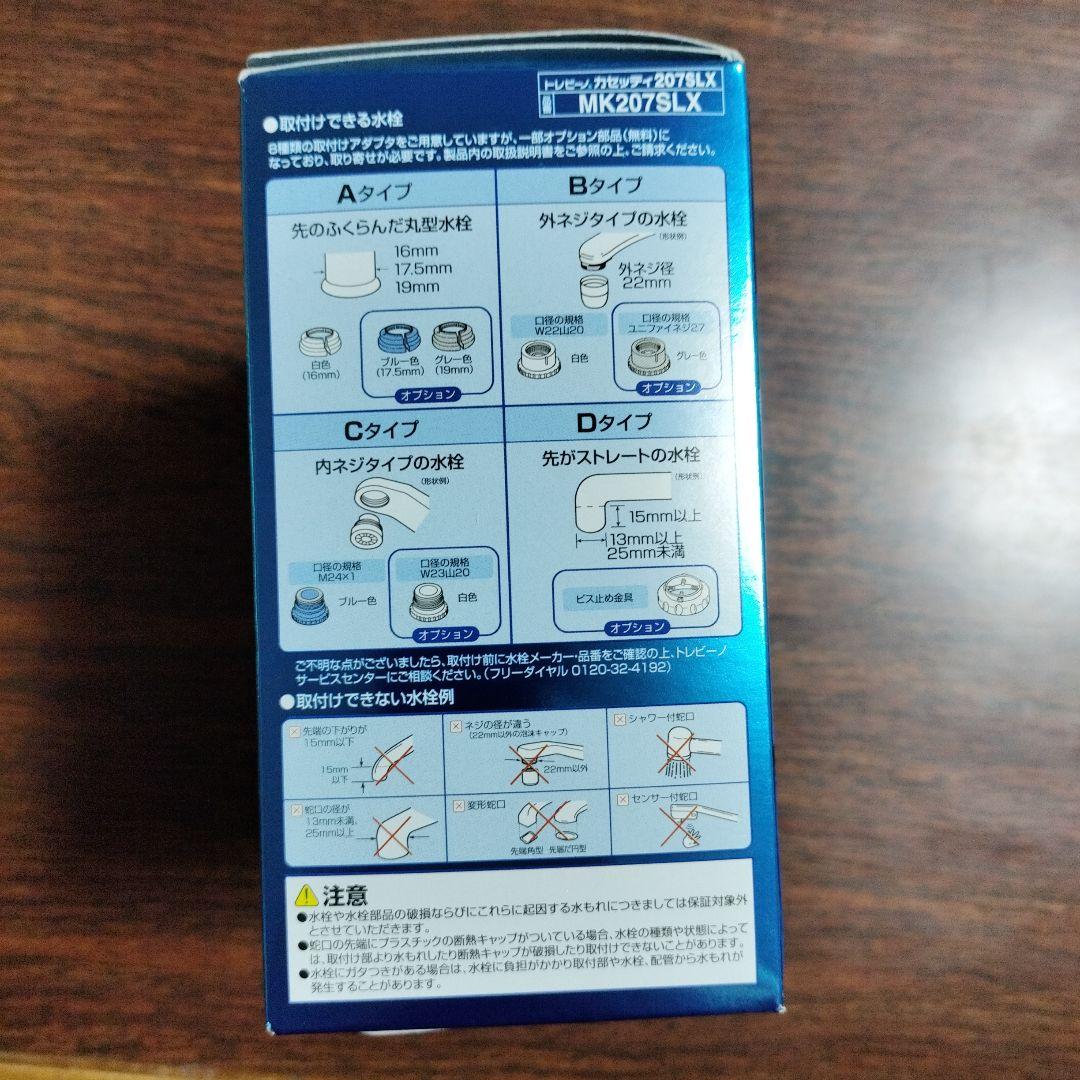 トレビーノ カセッティ207SLX
品番 MK207SLX
●取付けできる水栓
8種類の取付けアダプタをご用意していますが、一部オプション部品(無料)に
なっており、取り寄せが必要です。製品内の取扱説明書をご参照の上、ご請求ください。
Aタイプ
先のふくらんだ丸型水栓
16mm
17.5mm
19mm
白色
(16mm)
ブルー色
(17.5mm)
グレー色
(19mm)
オプション
Bタイプ
外ネジタイプの水栓
(形状例)
外ネジ径
22mm
口径の規格
W22山20
白色
口径の規格
ユニファイネジ27
グレー色
オプション
Cタイプ
内ネジタイプの水栓
(形状例)
口径の規格
M24×1
ブルー色
口径の規格
W23山20
白色
オプション
Dタイプ
先がストレートの水栓
(形状例)
15mm以上
13mm以上
25mm未満
ビス止め金具
オプション
ご不明な点がございましたら、取付け前に水栓メーカー・品番をご確認の上、トレビーノ
サービスセンターにご相談ください。(フリーダイヤル 0120-32-4192)
●取付けできない水栓例
先端の下がりが
15mm以下
15mm
以下
ネジの径が違う
(22mm以外の泡沫キャップ)
22mm以外
シャワー付蛇口
蛇口の径が
13mm未満、
25mm以上
変形蛇口
先端角型 先端だ円型
センサー付蛇口
注意
●水栓や水栓部品の破損ならびにこれらに起因する水もれにつきましては保証対象外
とさせていただきます。
●蛇口の先端にプラスチックの断熱キャップがついている場合、水栓の種類や状態によって
は、取付け部より水もれしたり断熱キャップが破損したり取付けできないことがあります。
●水栓にガタつきがある場合は、水栓に負担がかかり取付部や水栓、配管から水もれが
発生することがあります。